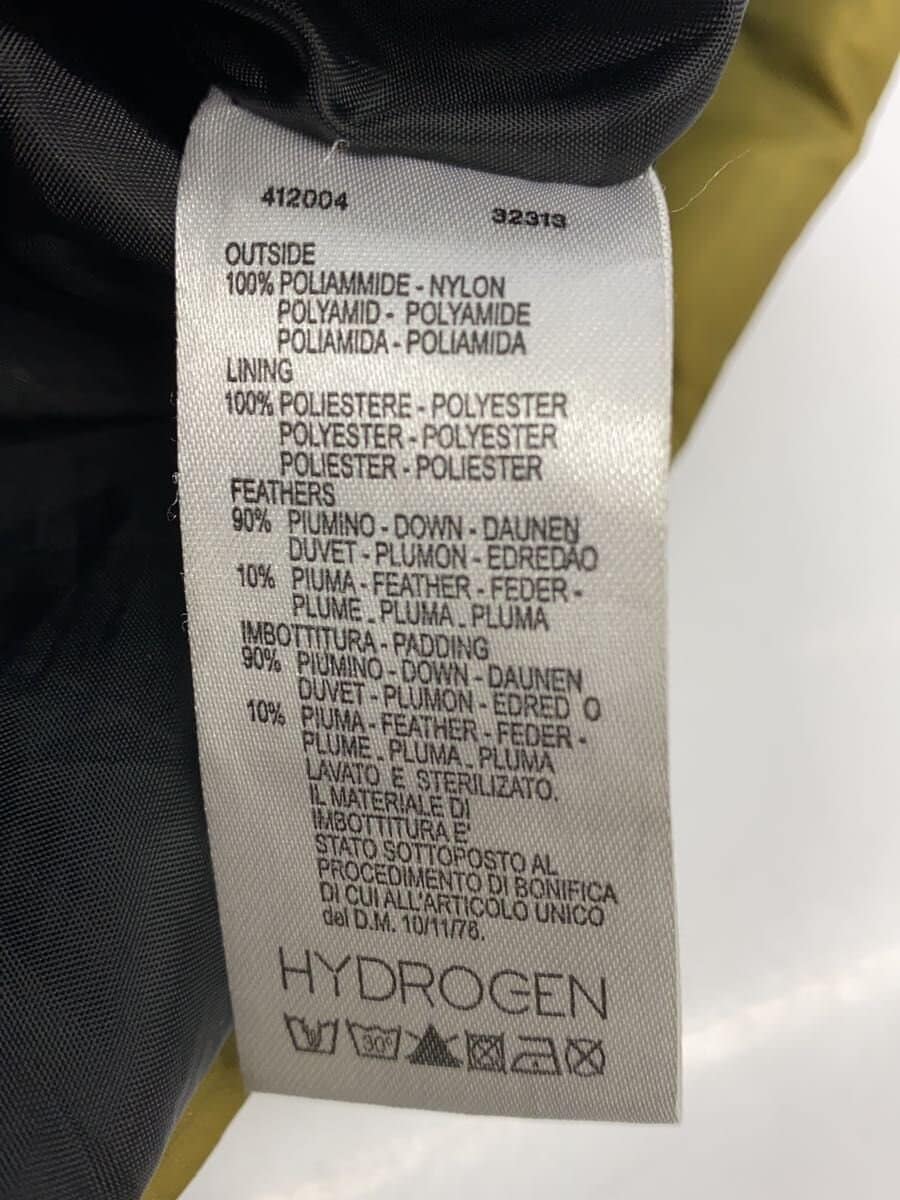 412004 32313
OUTSIDE
100% POLIAMMIDE - NYLON
POLYAMID - POLYAMIDE
POLIAMIDA - POLIAMIDA
LINING
100% POLIESTERE - POLYESTER
POLYESTER - POLYESTER
POLIESTER - POLIESTER
FEATHERS
90% PIUMINO - DOWN - DAUNEN
DUVET - PLUMON - EDREDÃO
10% PIUMA - FEATHER - FEDER -
PLUME - PLUMA - PLUMA
IMBOTTITURA - PADDING
90% PIUMINO - DOWN - DAUNEN
DUVET - PLUMON - EDRED O
10% PIUMA - FEATHER - FEDER -
PLUME - PLUMA - PLUMA
LAVATO E STERILIZATO.
IL MATERIALE DI
IMBOTTITURA E'
STATO SOTTOPOSTO AL
PROCEDIMENTO DI BONIFICA
DI CUI ALL'ARTICOLO UNICO
del D.M. 10/11/76.
HYDROGEN
30°